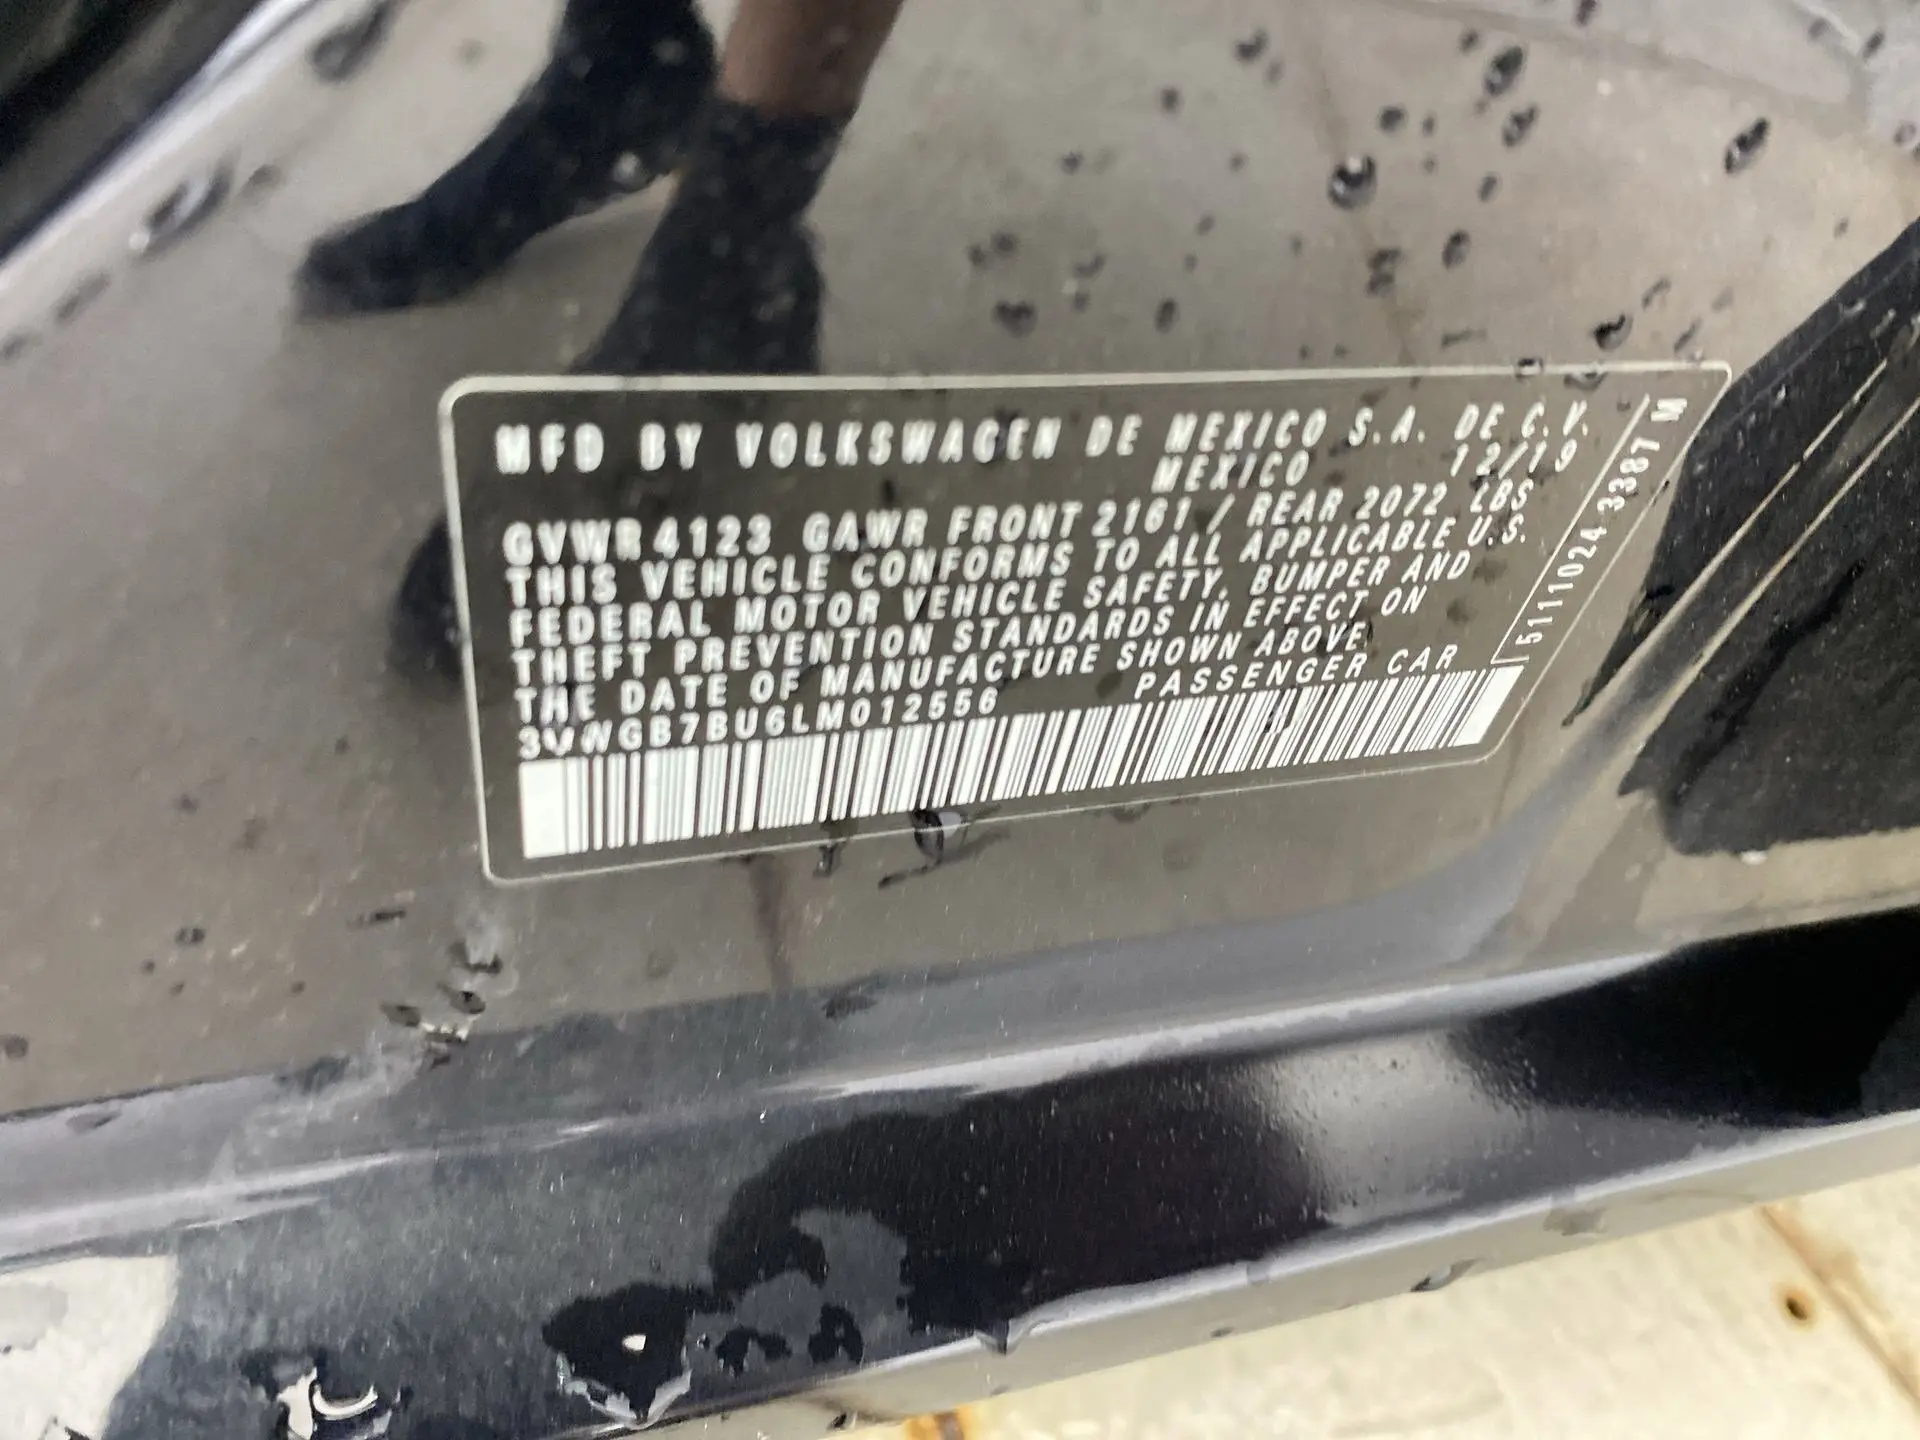 MFD BY VOLKSWAGEN DE MEXICO S.A. DE C.V.
MEXICO 12/19
GVWR 4123 GAWR FRONT 2161 / REAR 2072 LBS
THIS VEHICLE CONFORMS TO ALL APPLICABLE U.S.
FEDERAL MOTOR VEHICLE SAFETY, BUMPER AND
THEFT PREVENTION STANDARDS IN EFFECT ON
THE DATE OF MANUFACTURE SHOWN ABOVE
3VWGB7BU6LM012556 PASSENGER CAR
5111024 3387 M